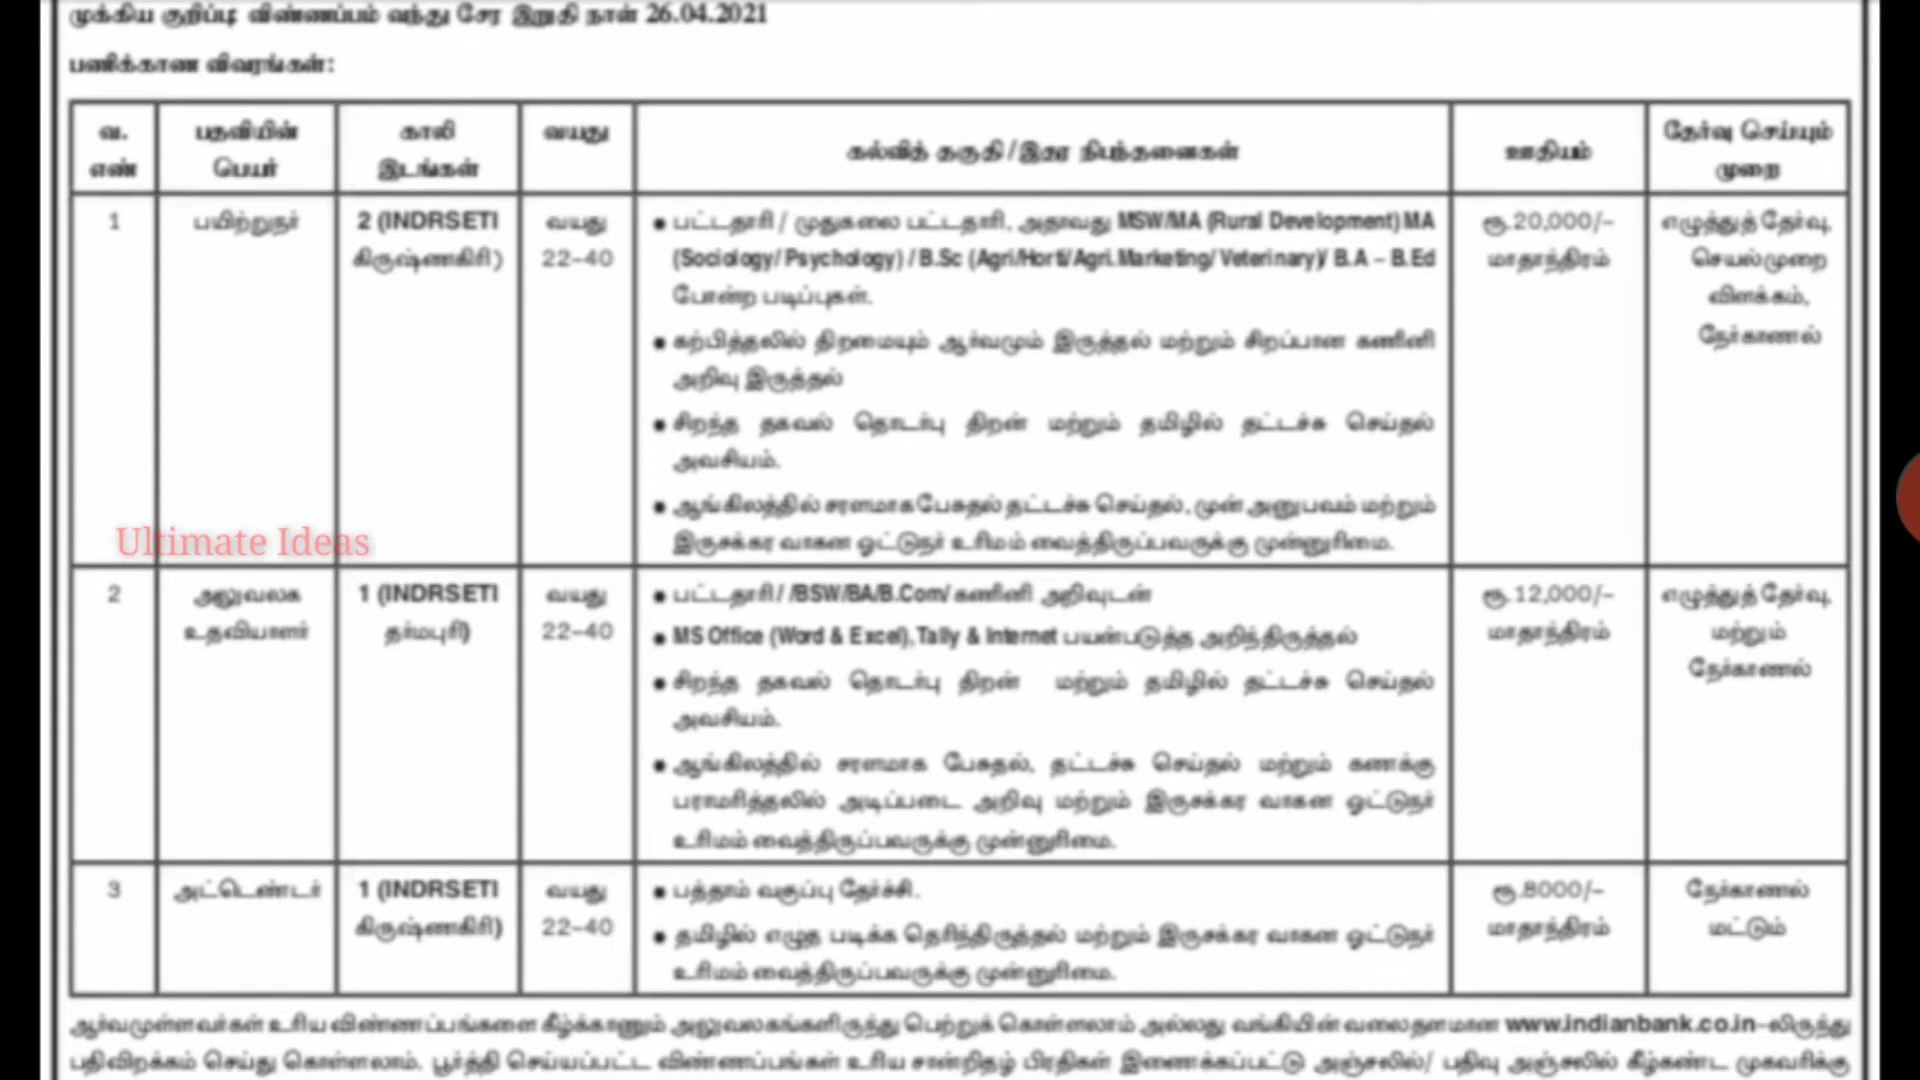 முக்கிய குறிப்பு: விண்ணப்பம் வந்து சேர இறுதி நாள் 26.04.2021
பணிக்கான விவரங்கள்:
வ. எண்
பதவியின் பெயர்
காலி இடங்கள்
வயது
கல்வித் தகுதி / இதர நிபந்தனைகள்
ஊதியம்
தேர்வு செய்யும் முறை
1
பயிற்றுநர்
2 (INDRSETI
கிருஷ்ணகிரி)
வயது
22–40
• பட்டதாரி / முதுகலை பட்டதாரி, அதாவது MSW/MA (Rural Development) MA
(Sociology/ Psychology) / B.Sc (Agri/Horti/Agri.Marketing/ Veterinary)/ B.A – B.Ed
போன்ற படிப்புகள்.
• கற்பித்தலில் திறமையும் ஆர்வமும் இருத்தல் மற்றும் சிறப்பான கணினி
அறிவு இருத்தல்
• சிறந்த தகவல் தொடர்பு திறன் மற்றும் தமிழில் தட்டச்சு செய்தல்
அவசியம்.
• ஆங்கிலத்தில் சரளமாக பேசுதல் தட்டச்சு செய்தல், முன் அனுபவம் மற்றும்
இருசக்கர வாகன ஓட்டுநர் உரிமம் வைத்திருப்பவருக்கு முன்னுரிமை.
ரூ.20,000/–
மாதாந்திரம்
எழுத்துத் தேர்வு,
செயல்முறை
விளக்கம்,
நேர்காணல்
Ultimate Ideas
2
அலுவலக
உதவியாளர்
1 (INDRSETI
தர்மபுரி)
வயது
22–40
• பட்டதாரி/ /BSW/BA/B.Com/ கணினி அறிவுடன்
• MS Office (Word & Excel), Tally & Internet பயன்படுத்த அறிந்திருத்தல்
• சிறந்த தகவல் தொடர்பு திறன் மற்றும் தமிழில் தட்டச்சு செய்தல்
அவசியம்.
• ஆங்கிலத்தில் சரளமாக பேசுதல், தட்டச்சு செய்தல் மற்றும் கணக்கு
பராமரித்தலில் அடிப்படை அறிவு மற்றும் இருசக்கர வாகன ஓட்டுநர்
உரிமம் வைத்திருப்பவருக்கு முன்னுரிமை.
ரூ.12,000/–
மாதாந்திரம்
எழுத்துத் தேர்வு,
மற்றும்
நேர்காணல்
3
அட்டெண்டர்
1 (INDRSETI
கிருஷ்ணகிரி)
வயது
22–40
• பத்தாம் வகுப்பு தேர்ச்சி.
• தமிழில் எழுத படிக்க தெரிந்திருத்தல் மற்றும் இருசக்கர வாகன ஓட்டுநர்
உரிமம் வைத்திருப்பவருக்கு முன்னுரிமை.
ரூ.8000/–
மாதாந்திரம்
நேர்காணல்
மட்டும்
ஆர்வமுள்ளவர்கள் உரிய விண்ணப்பங்களை கீழ்க்காணும் அலுவலகங்களிருந்து பெற்றுக் கொள்ளலாம் அல்லது வங்கியின் வலைதளமான www.indianbank.co.in–லிருந்து
பதிவிறக்கம் செய்து கொள்ளலாம். பூர்த்தி செய்யப்பட்ட விண்ணப்பங்கள் உரிய சான்றிதழ் பிரதிகள் இணைக்கப்பட்டு அஞ்சலில்/ பதிவு அஞ்சலில் கீழ்கண்ட முகவரிக்கு